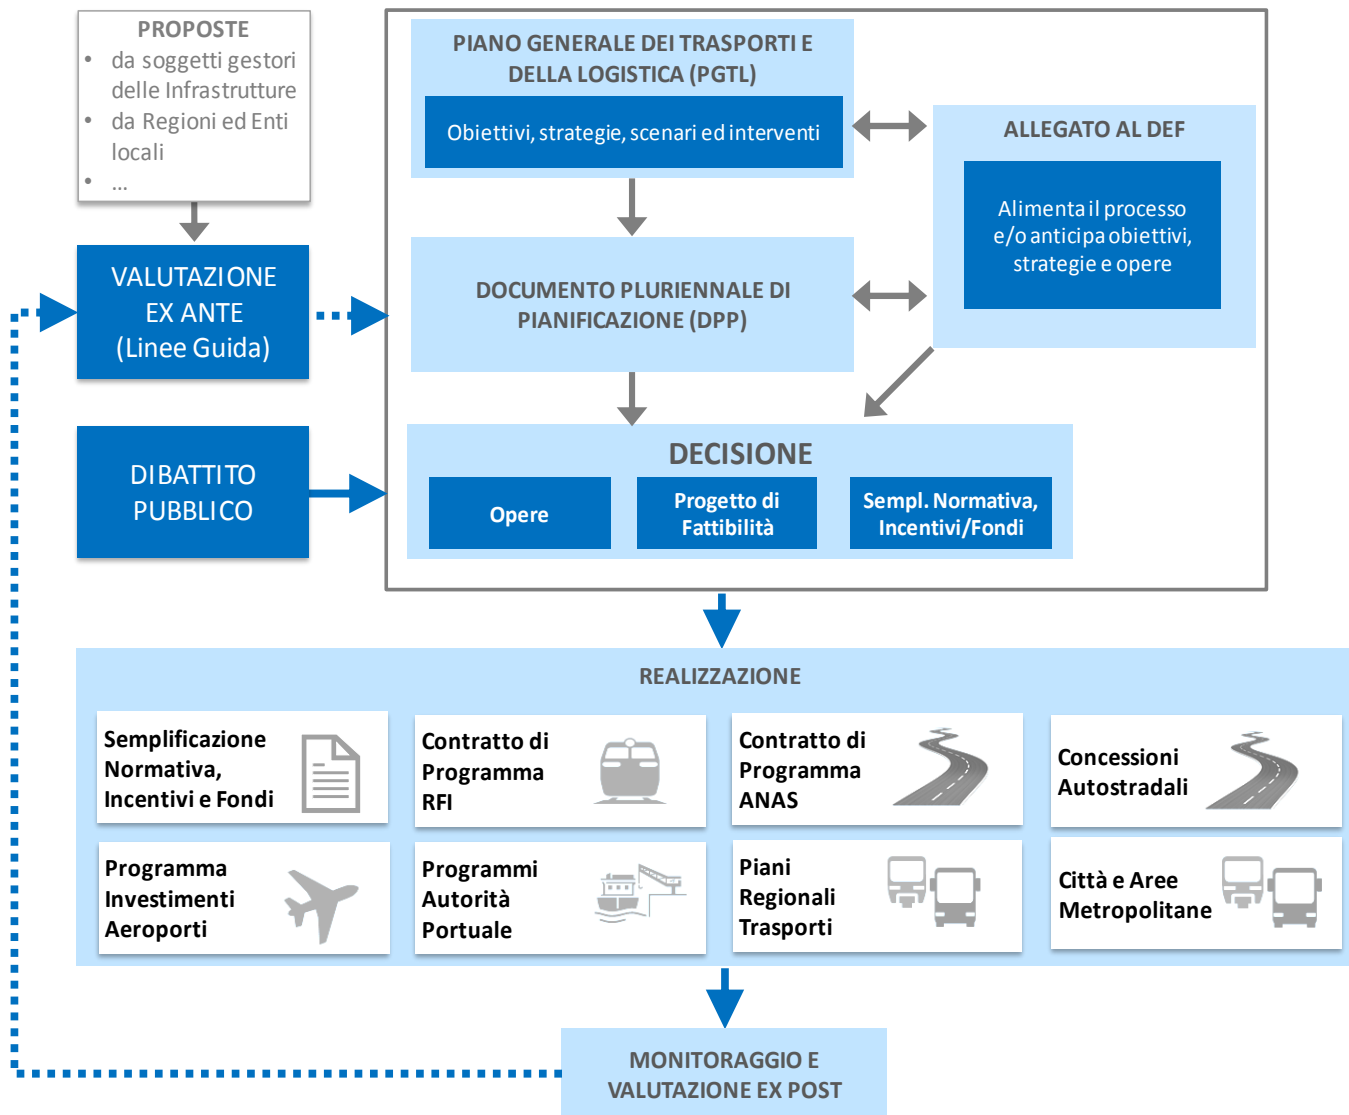 PROPOSTE
• da soggetti gestori
delle Infrastrutture
• da Regioni ed Enti
locali
• ...
VALUTAZIONE
EX ANTE
(Linee Guida)
DIBATTITO
PUBBLICO
PIANO GENERALE DEI TRASPORTI E
DELLA LOGISTICA (PGTL)
Obiettivi, strategie, scenari ed interventi
ALLEGATO AL DEF
Alimenta il processo
e/o anticipa obiettivi,
strategie e opere
DOCUMENTO PLURIENNALE DI
PIANIFICAZIONE (DPP)
DECISIONE
Opere
Progetto di
Fattibilità
Sempl. Normativa,
Incentivi/Fondi
REALIZZAZIONE
Semplificazione
Normativa,
Incentivi e Fondi
Contratto di
Programma
RFI
Contratto di
Programma
ANAS
Concessioni
Autostradali
Programma
Investimenti
Aeroporti
Programmi
Autorità
Portuale
Piani
Regionali
Trasporti
Città e Aree
Metropolitane
MONITORAGGIO E
VALUTAZIONE EX POST